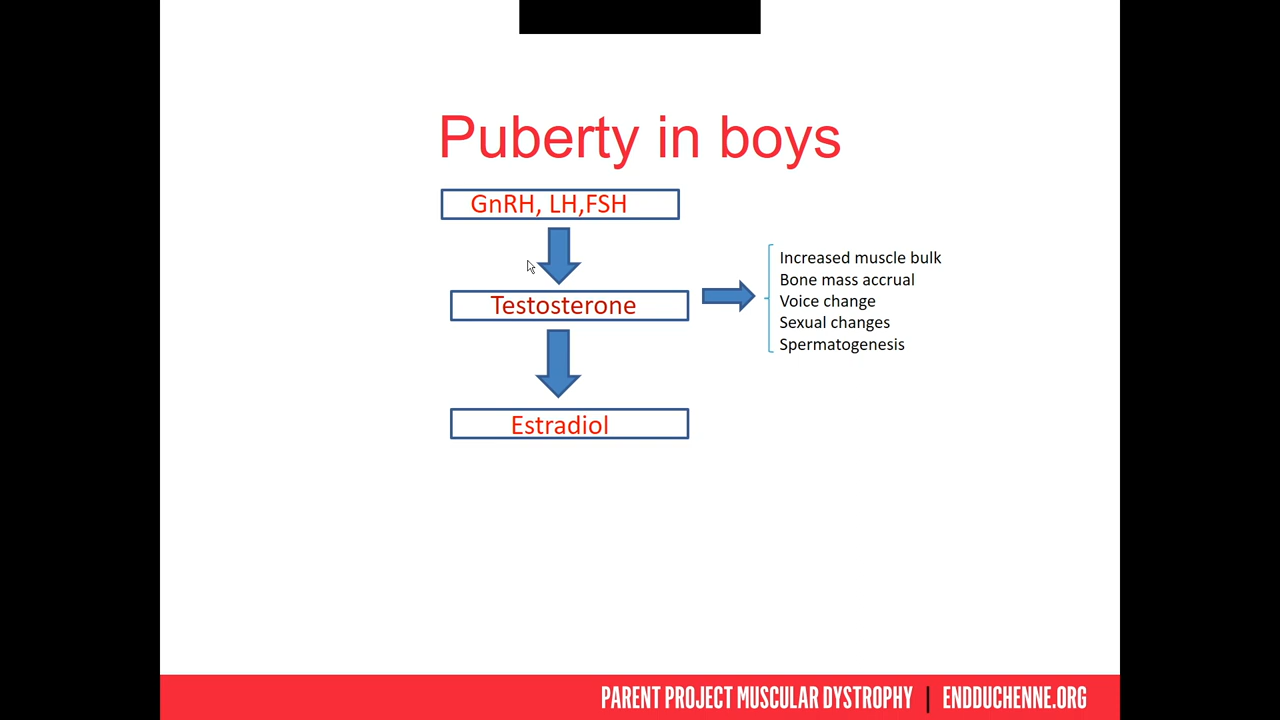 Puberty in boys
GnRH, LH,FSH
Testosterone
Increased muscle bulk
Bone mass accrual
Voice change
Sexual changes
Spermatogenesis
Estradiol
PARENT PROJECT MUSCULAR DYSTROPHY | ENDDUCHENNE.ORG